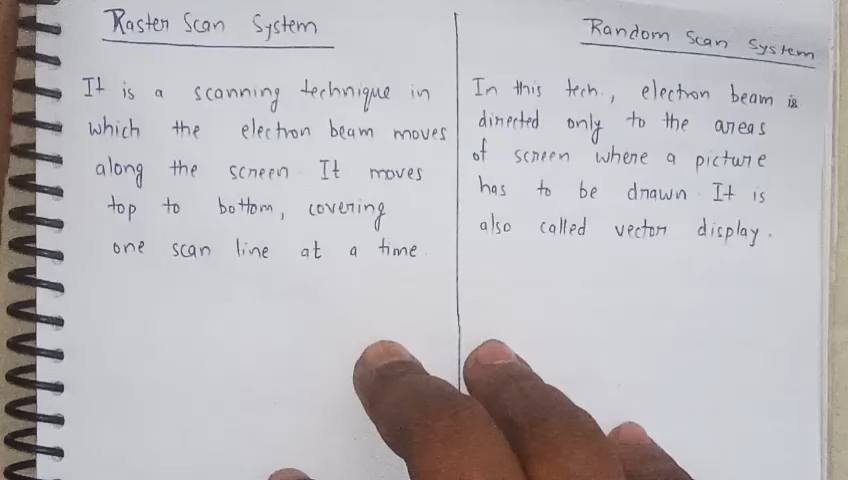 Raster Scan System
It is a scanning technique in
which the electron beam moves
along the screen. It moves
top to bottom, covering
one scan line at a time.
Random Scan System
In this tech., electron beam is
directed only to the areas
of screen where a picture
has to be drawn. It is
also called vector display.